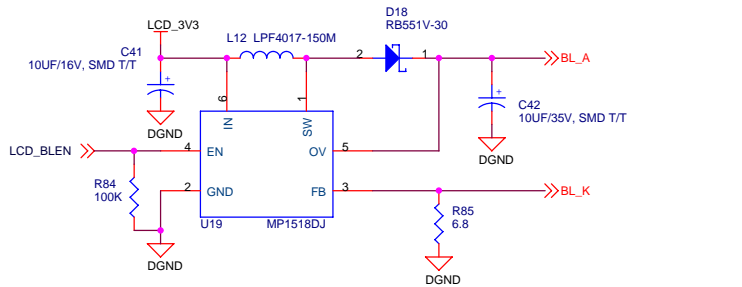 D18
RB551V-30
LCD_3V3
L12 LPF4017-150M
C41
10UF/16V, SMD T/T
+
2
1
BL_A
+
C42
10UF/35V, SMD T/T
6
1
DGND
IN
SW
DGND
LCD_BLEN
4
EN
OV
5
R84
100K
2
GND
FB
3
BL_K
U19
MP1518DJ
R85
6.8
DGND
DGND